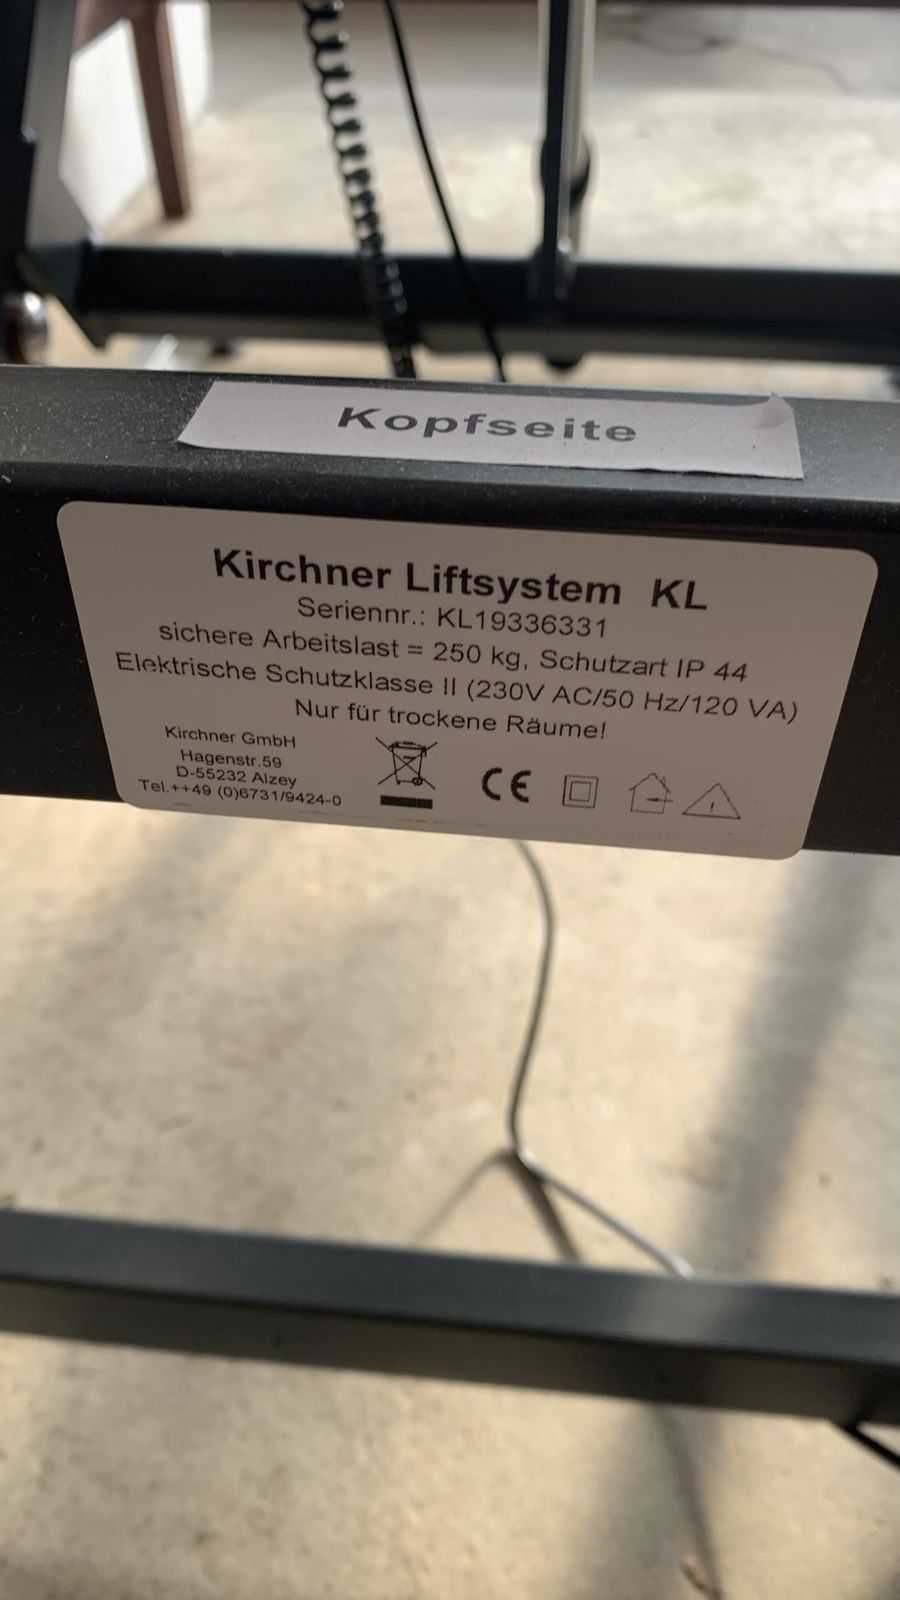 Kopfseite
Kirchner Liftsystem KL
Seriennr.: KL19336331
sichere Arbeitslast = 250 kg, Schutzart IP 44
Elektrische Schutzklasse II (230V AC/50 Hz/120 VA)
Nur für trockene Räume!
Kirchner GmbH
Hagenstr.59
D-55232 Alzey
Tel.++49 (0)6731/9424-0
CE